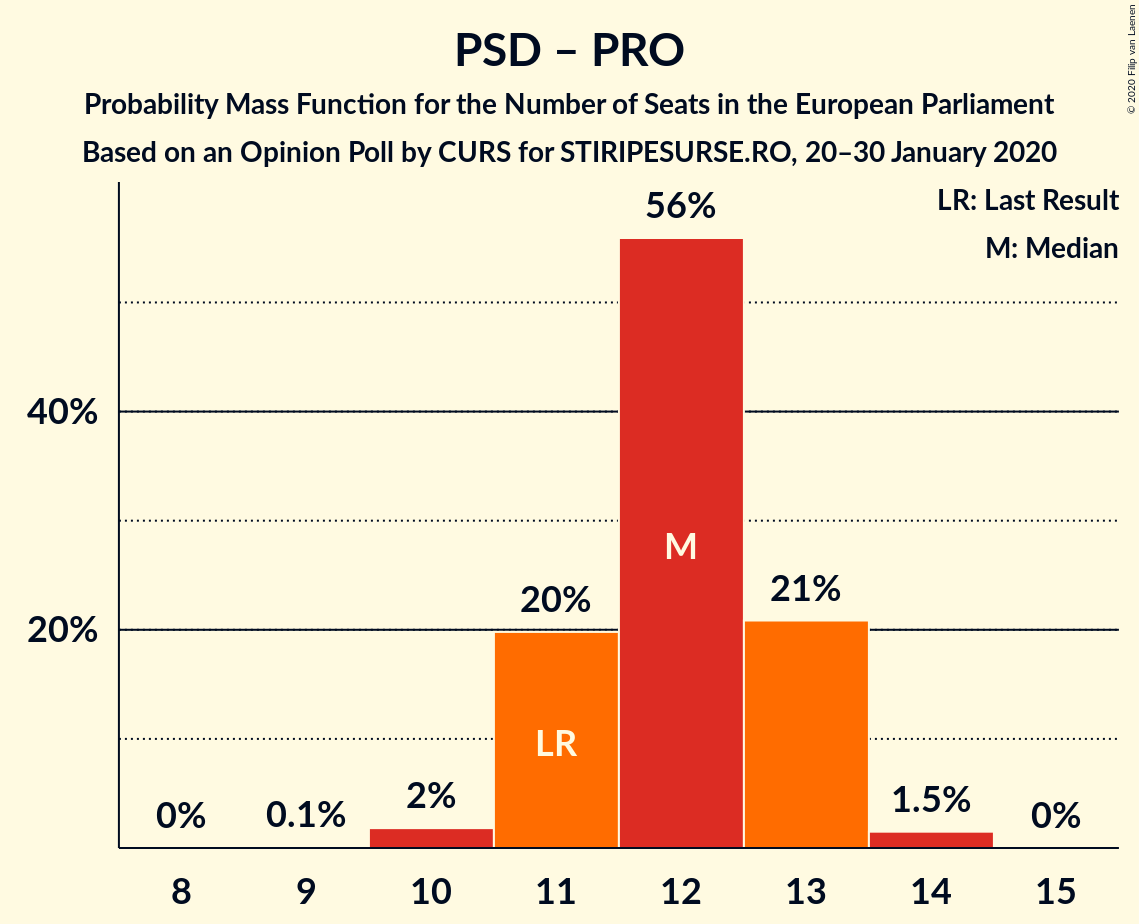 PSD – PRO
Probability Mass Function for the Number of Seats in the European Parliament
Based on an Opinion Poll by CURS for STIRIPESURSE.RO, 20–30 January 2020
© 2020 Filip van Laenen
LR: Last Result
M: Median
56%
40%
M
20%
21%
20%
LR
0%
0.1%
2%
1.5%
0%
8 9 10 11 12 13 14 15